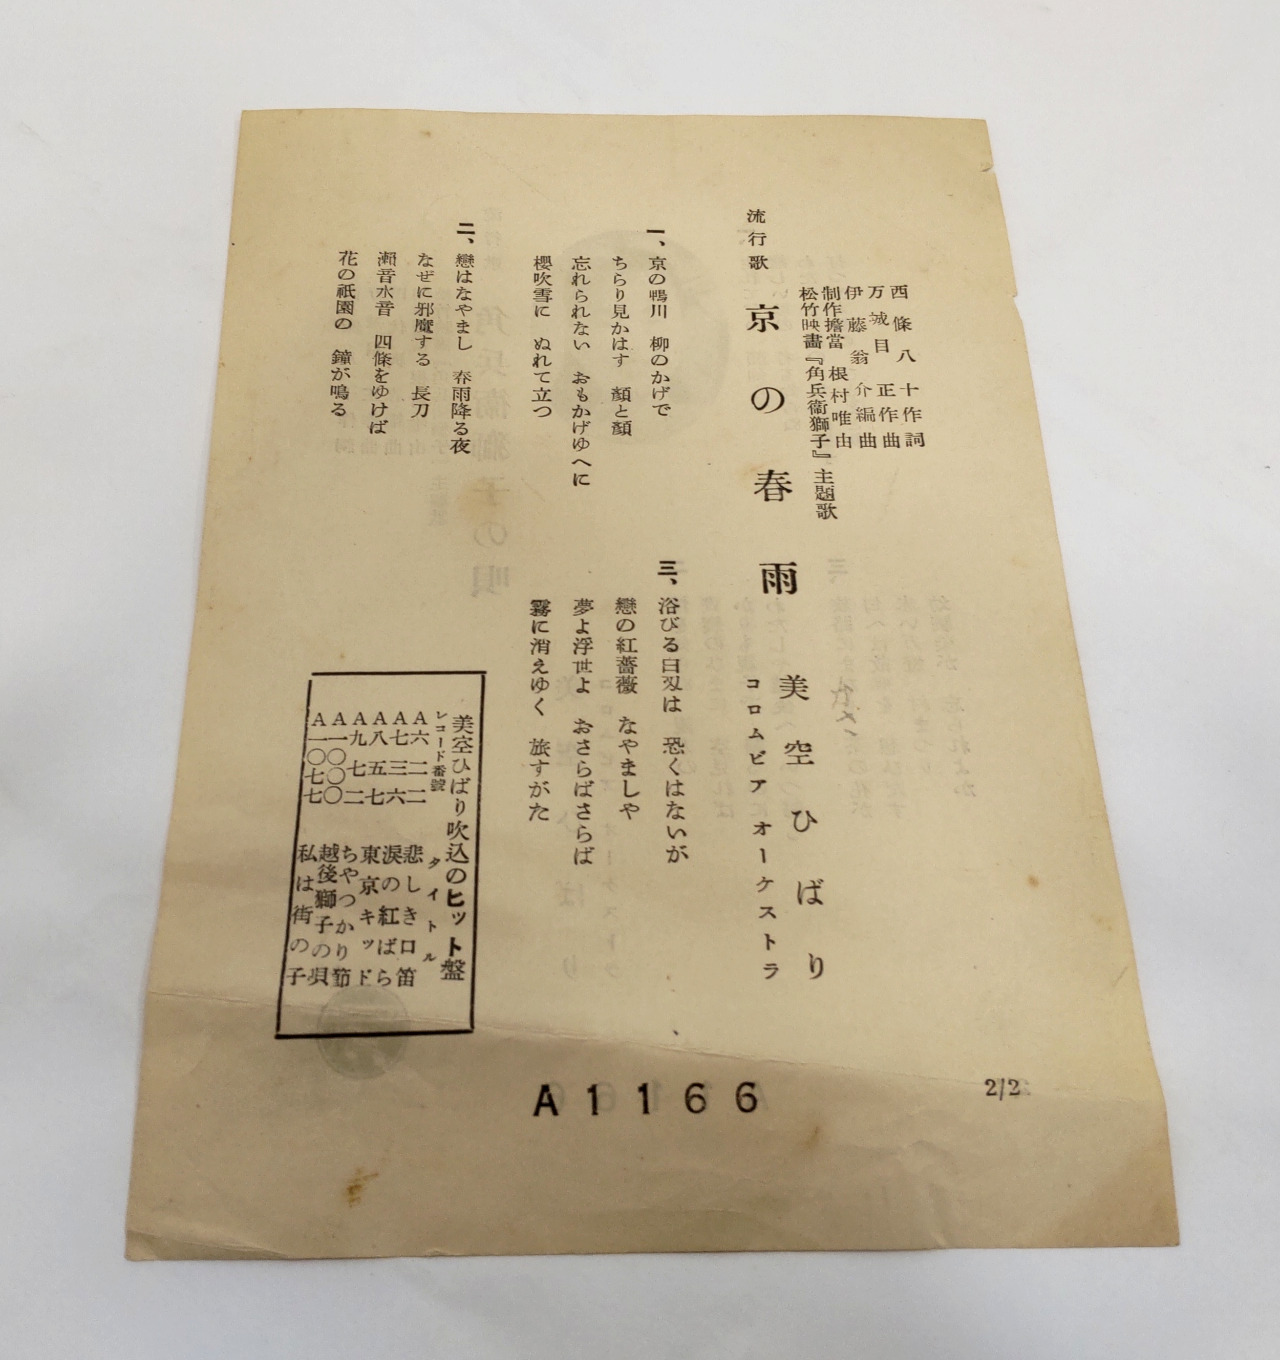 西條八十作詞
万城目正作曲
伊藤翁介編曲
制作擔當 根村唯由
松竹映畫『角兵衞獅子』主題歌
流行歌 京の春雨 美空ひばり
コロムビアオーケストラ
一、京の鴨川 柳のかげで
ちらり見かはす 顏と顏
忘れられない おもかげゆへに
櫻吹雪に ぬれて立つ
二、戀はなやまし 春雨降る夜
なぜに邪魔する 長刀
瀨音水音 四條をゆけば
花の祇園の 鐘が鳴る
三、浴びる白刄は 恐くはないが
戀の紅薔薇 なやましや
夢よ浮世よ おさらばさらば
霧に消えゆく 旅すがた
美空ひばり吹込のヒット盤
レコード番號 タイトル
A六二二 悲しき口笛
A七三六 涙の紅ばら
A八五七 東京キッド
A九七二 ちやつかり節
A一〇〇〇 越後獅子の唄
A一〇七七 私は街の子
A1166
2/2